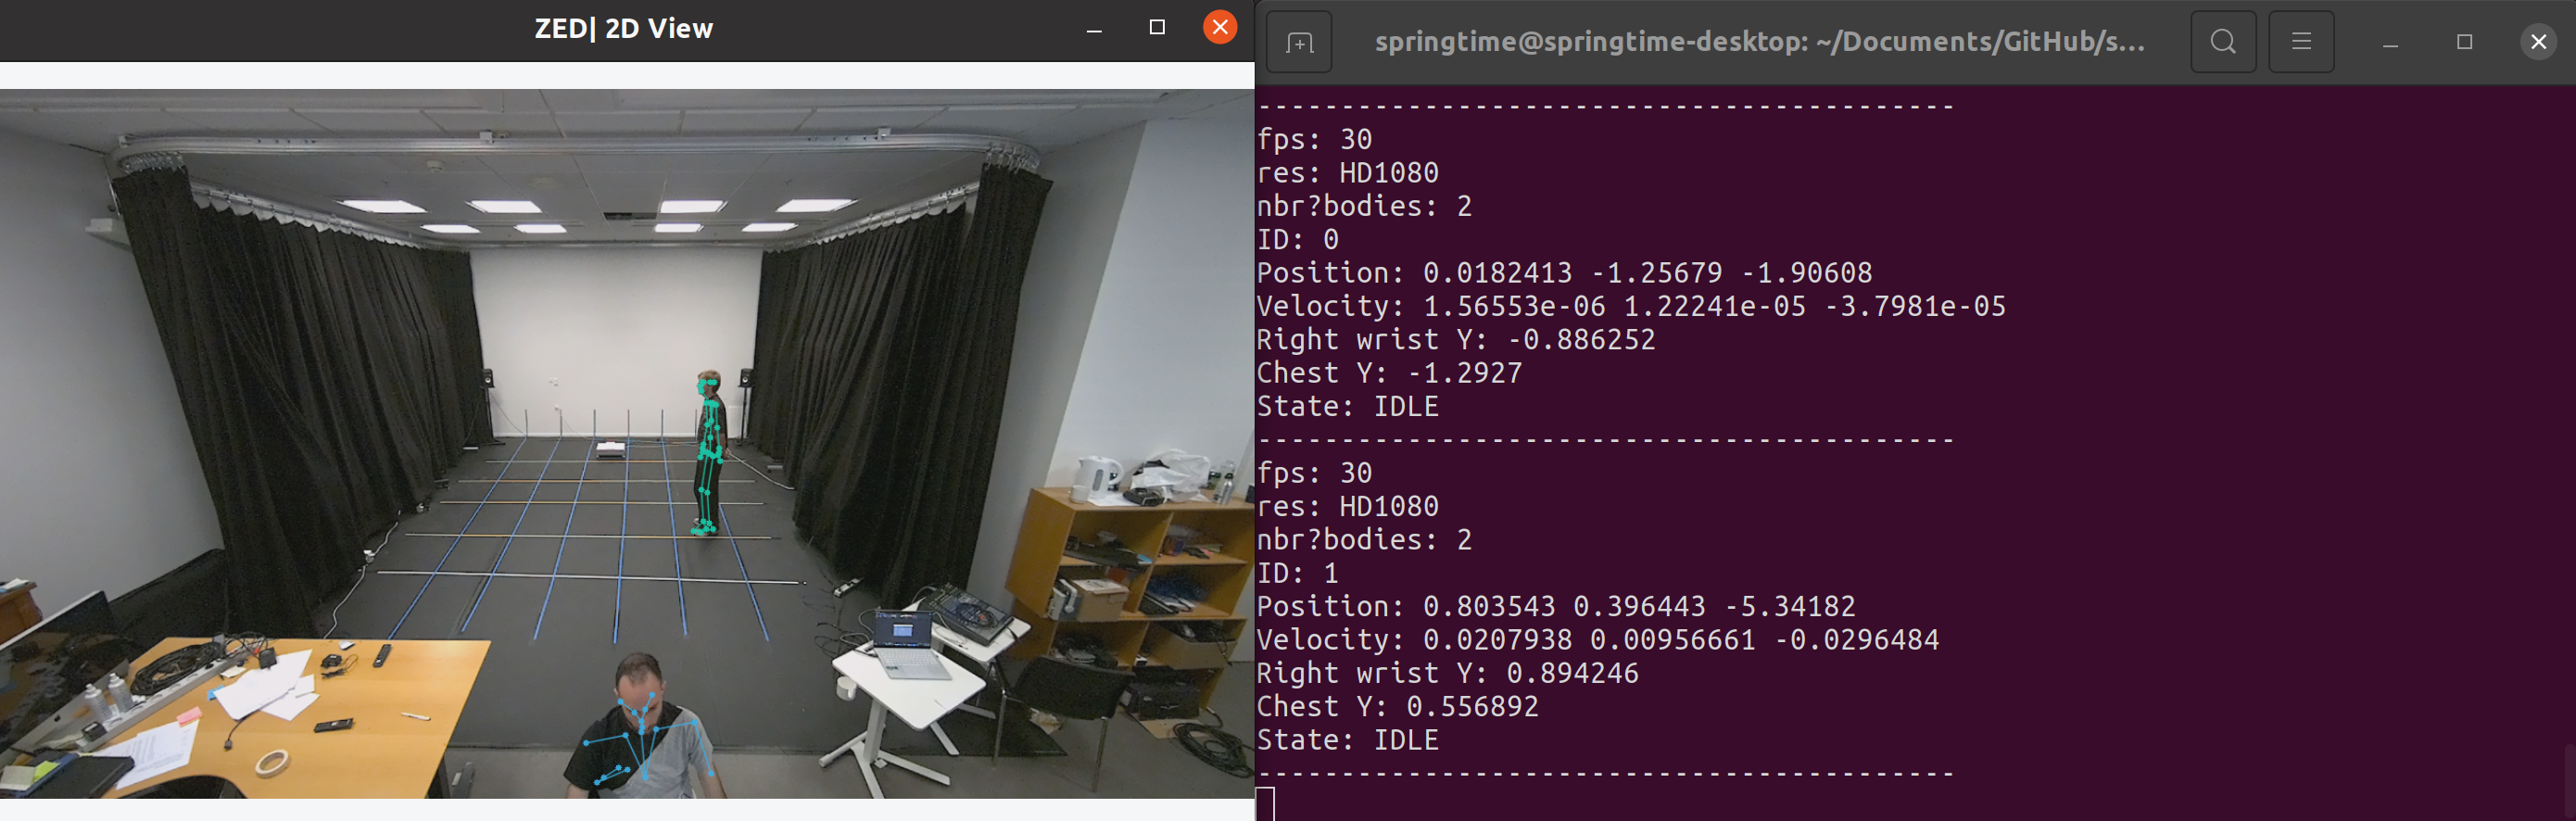 ZED| 2D View
springtime@springtime-desktop: ~/Documents/GitHub/s...
-----------------------------------------
fps: 30
res: HD1080
nbr?bodies: 2
ID: 0
Position: 0.0182413 -1.25679 -1.90608
Velocity: 1.56553e-06 1.22241e-05 -3.7981e-05
Right wrist Y: -0.886252
Chest Y: -1.2927
State: IDLE
-----------------------------------------
fps: 30
res: HD1080
nbr?bodies: 2
ID: 1
Position: 0.803543 0.396443 -5.34182
Velocity: 0.0207938 0.00956661 -0.0296484
Right wrist Y: 0.894246
Chest Y: 0.556892
State: IDLE
-----------------------------------------